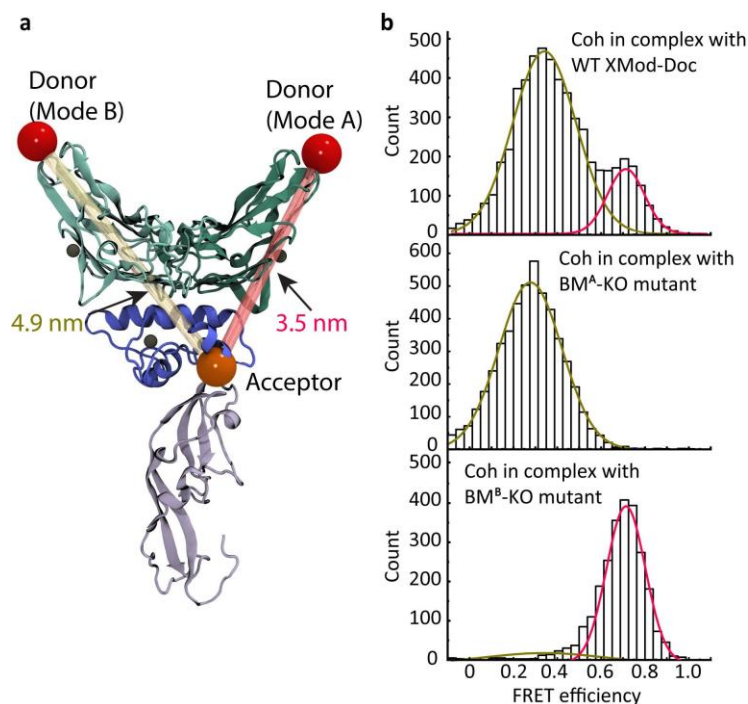 a
Donor
(Mode B)
Donor
(Mode A)
4.9 nm
3.5 nm
Acceptor
b
500
400
300
200
100
0
Count
Coh in complex with
WT XMod-Doc
600
500
400
300
200
100
0
Count
Coh in complex with
BMᴬ-KO mutant
500
400
300
200
100
0
Count
Coh in complex with
BMᴮ-KO mutant
0 0.2 0.4 0.6 0.8 1.0
FRET efficiency